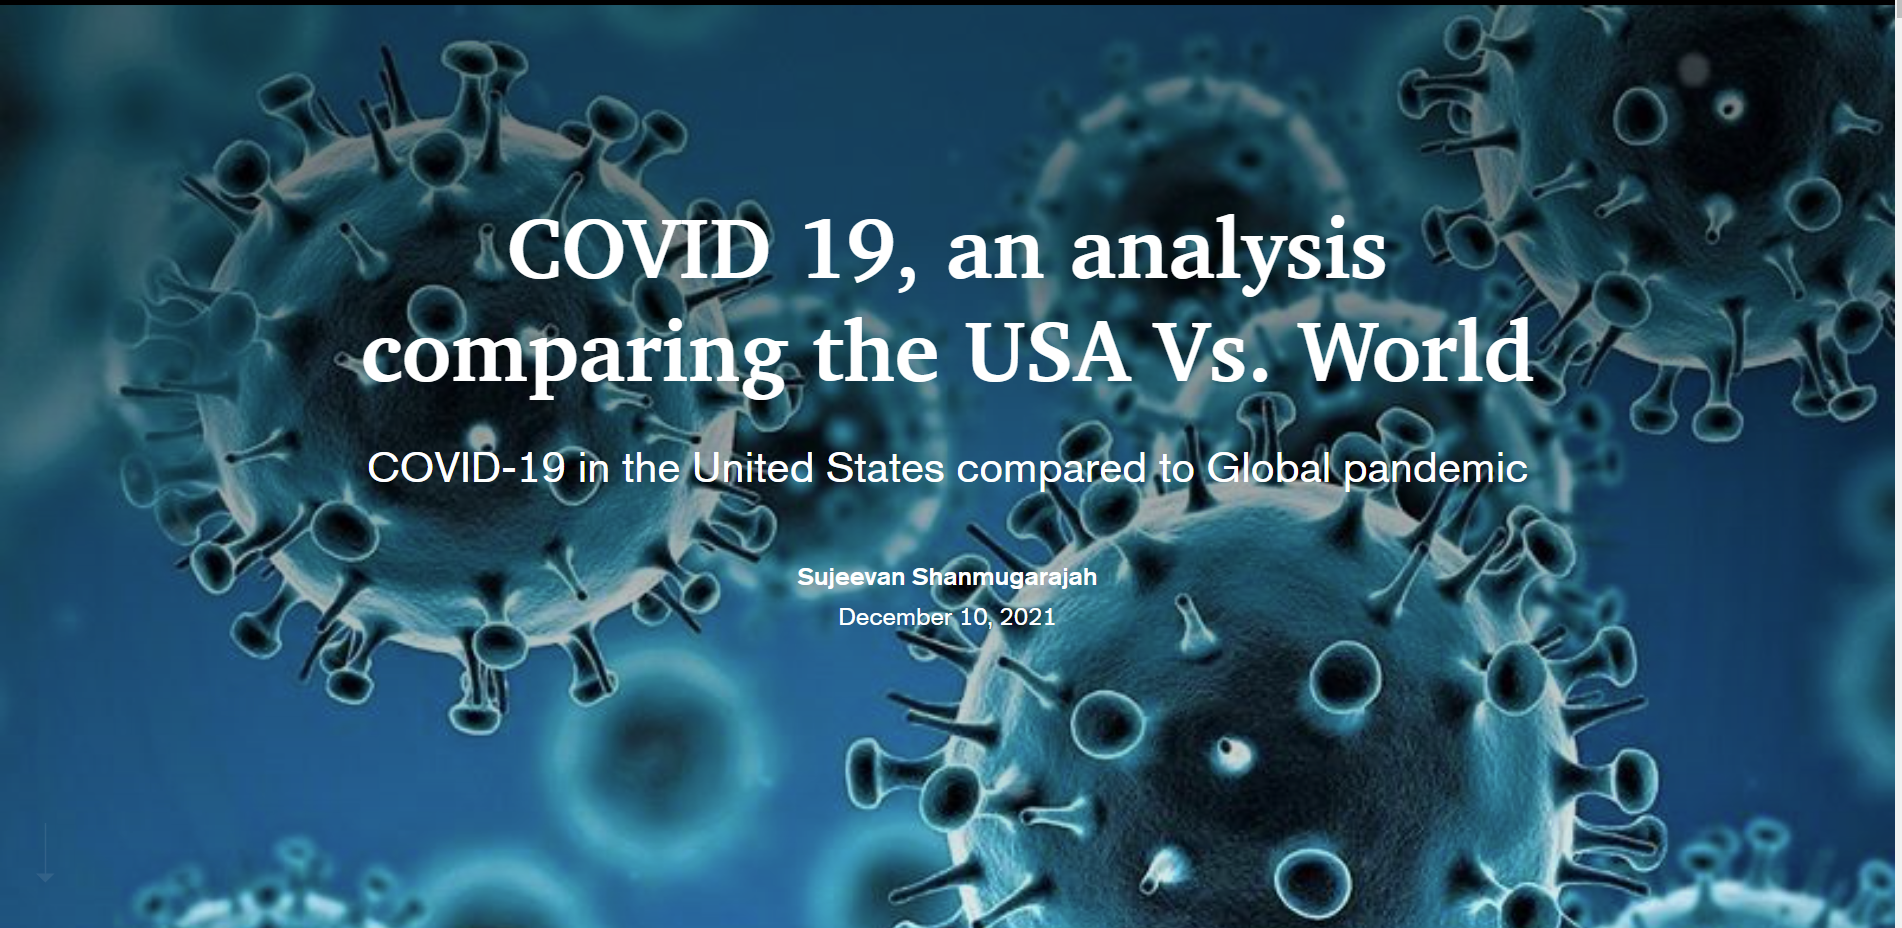 COVID 19, an analysis
comparing the USA Vs. World
COVID-19 in the United States compared to Global pandemic
Sujeevan Shanmugarajah
December 10, 2021